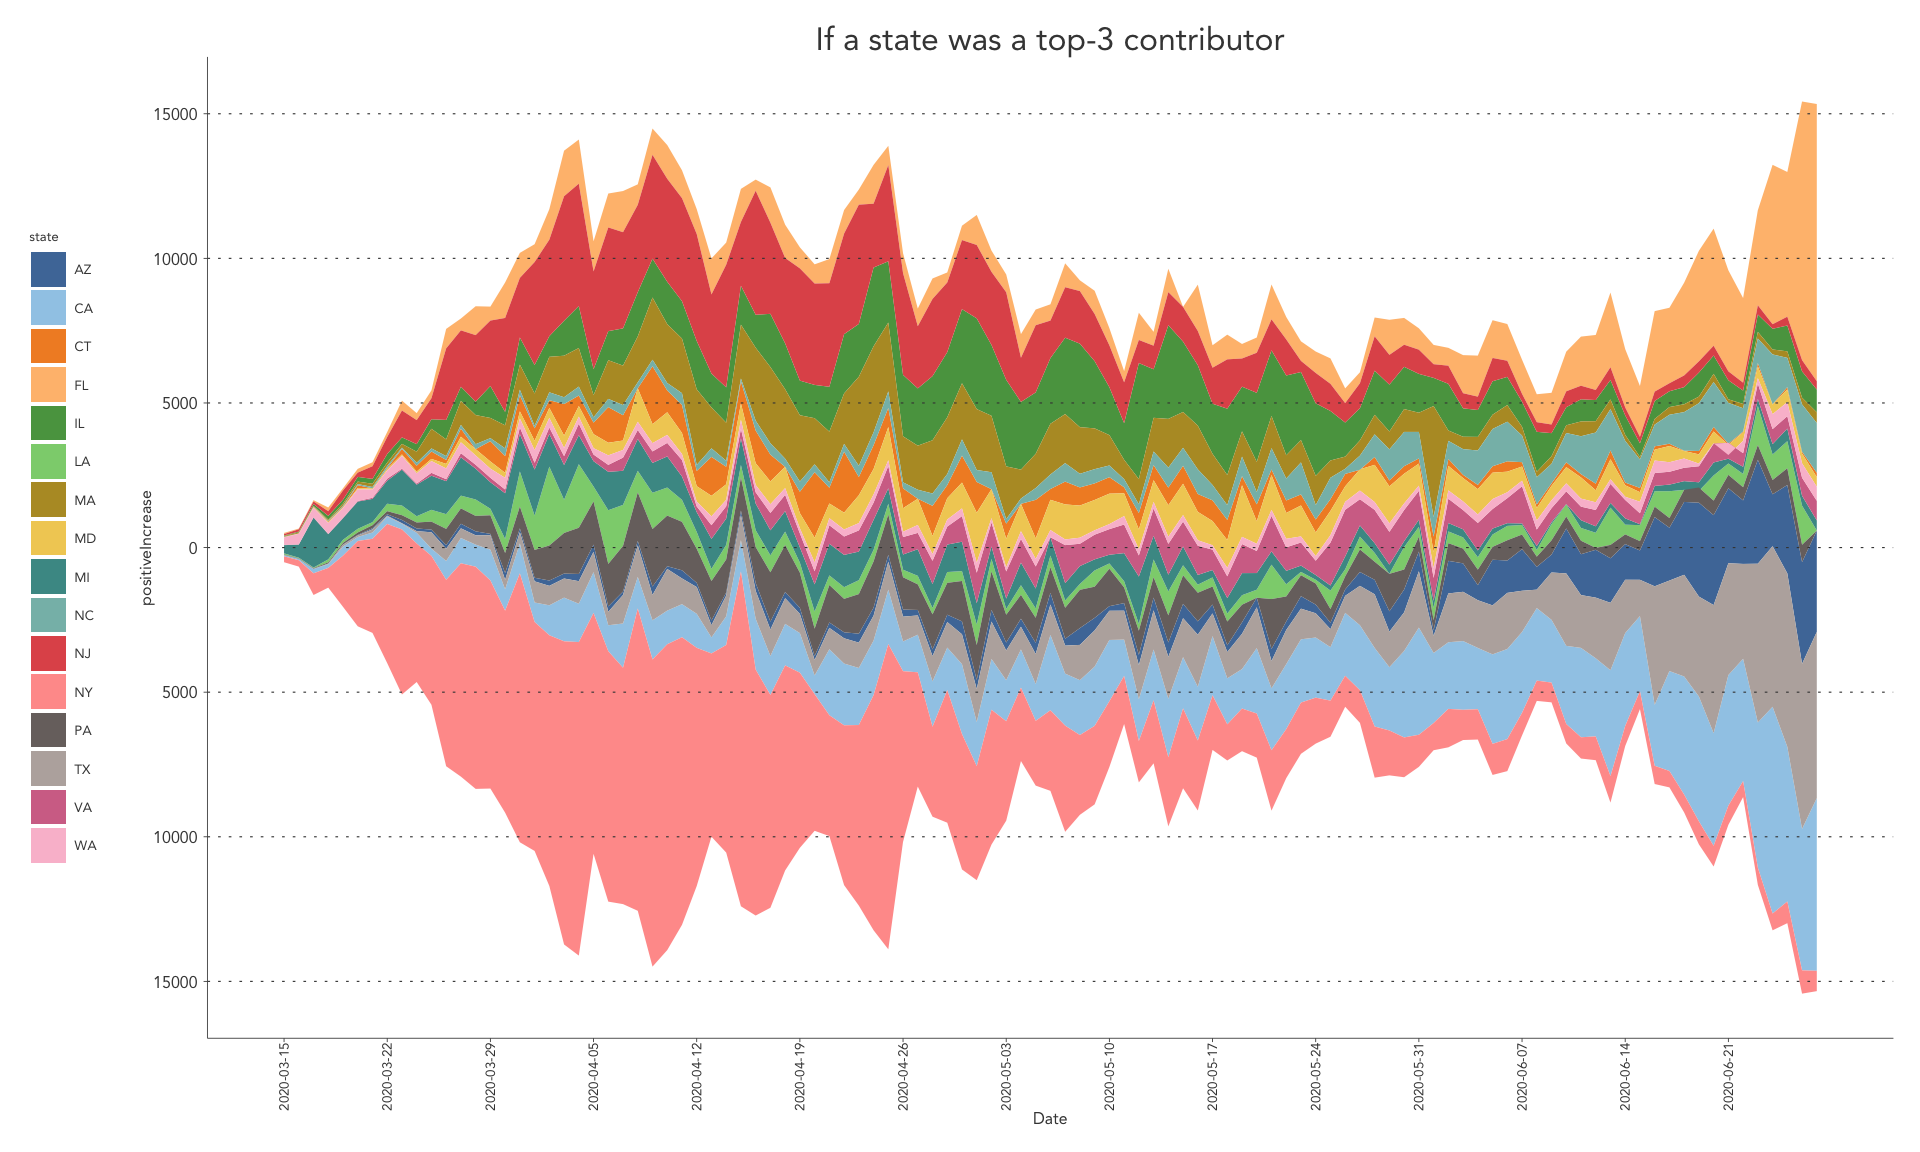 If a state was a top-3 contributor
state
AZ
CA
CT
FL
IL
LA
MA
MD
MI
NC
NJ
NY
PA
TX
VA
WA
positiveIncrease
15000
10000
5000
0
5000
10000
15000
2020-03-15
2020-03-22
2020-03-29
2020-04-05
2020-04-12
2020-04-19
2020-04-26
2020-05-03
2020-05-10
2020-05-17
2020-05-24
2020-05-31
2020-06-07
2020-06-14
2020-06-21
Date